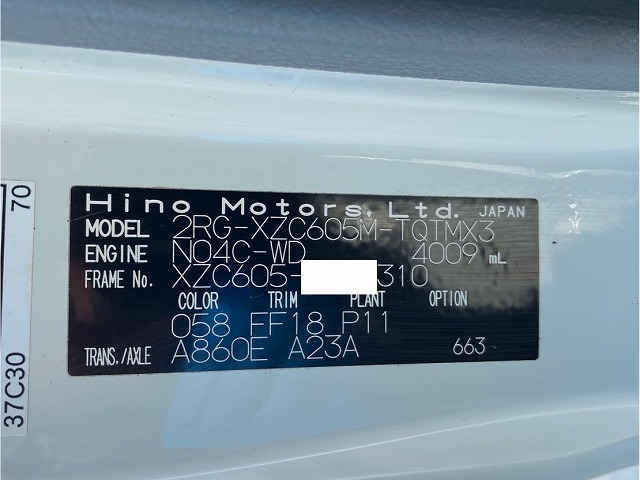 Hino Motors, Ltd. JAPAN
MODEL 2RG-XZC605M-TQTMX3
ENGINE N04C-WD 4009 mL
FRAME No. XZC605- 310
COLOR TRIM PLANT OPTION
058 FF18 P11
TRANS./AXLE A860E A23A 663
37C30 70